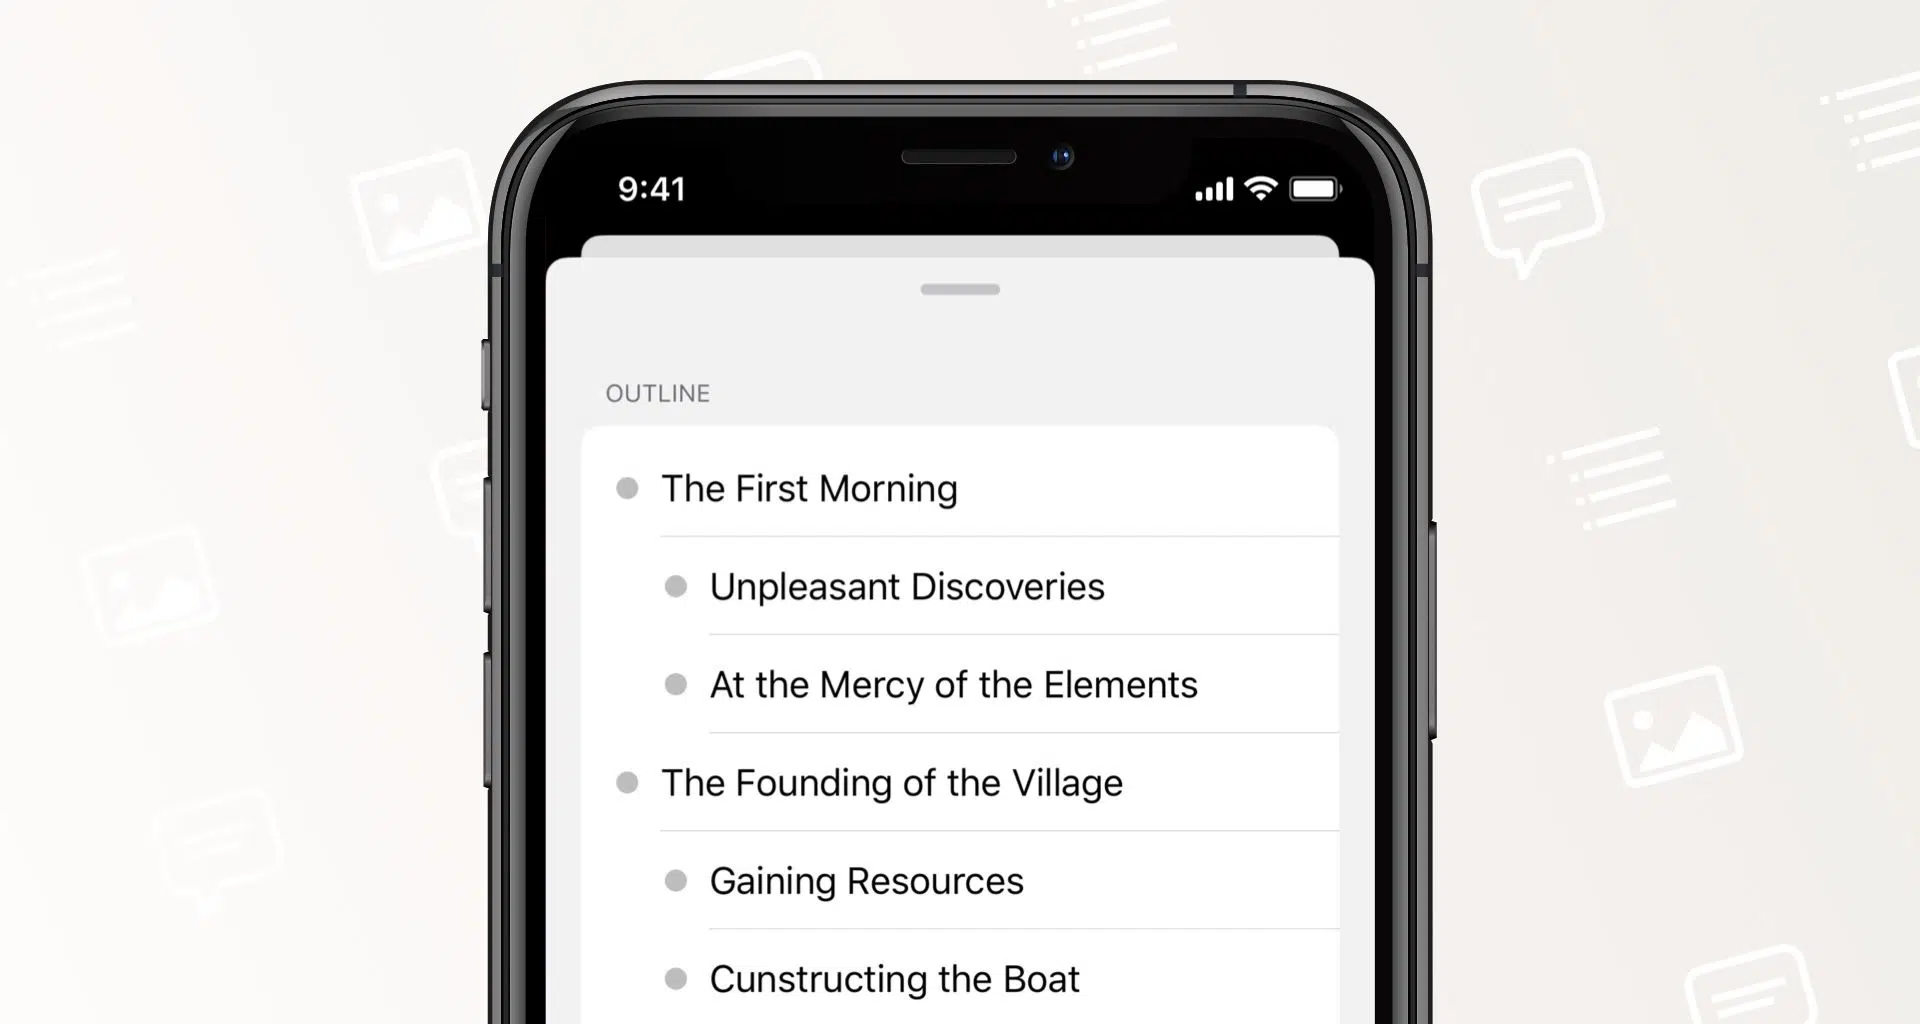 9:41
OUTLINE
The First Morning
Unpleasant Discoveries
At the Mercy of the Elements
The Founding of the Village
Gaining Resources
Cunstructing the Boat